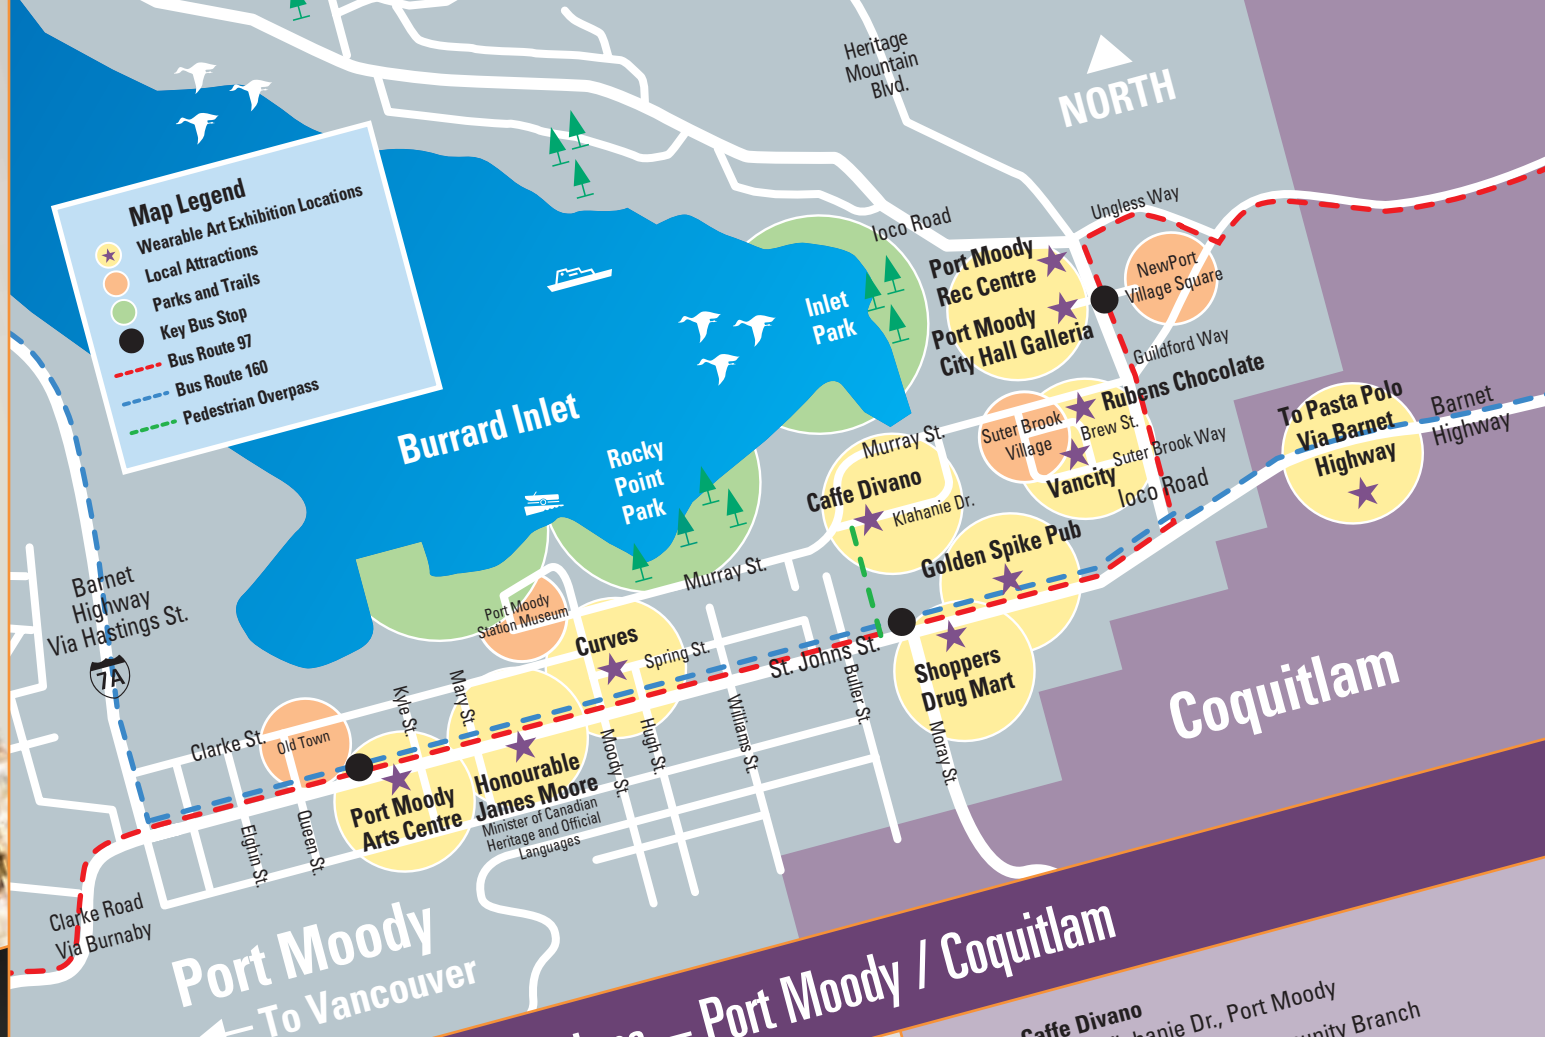 Heritage
Mountain
Blvd.
NORTH
Map Legend
Wearable Art Exhibition Locations
Local Attractions
Parks and Trails
Key Bus Stop
Bus Route 97
Bus Route 160
Pedestrian Overpass
Ungless Way
Ioco Road
Port Moody
Rec Centre
Port Moody
City Hall Galleria
NewPort
Village Square
Guildford Way
Inlet
Park
Burrard Inlet
Rocky
Point
Park
Rubens Chocolate
Suter Brook
Village
Brew St.
Suter Brook Way
Vancity
Ioco Road
To Pasta Polo
Via Barnet
Highway
Barnet
Highway
Murray St.
Caffe Divano
Klahanie Dr.
Golden Spike Pub
Murray St.
Port Moody
Station Museum
Curves
Spring St.
St. Johns St.
Shoppers
Drug Mart
Coquitlam
Barnet
Highway
Via Hastings St.
7A
Clarke St.
Old Town
Kyle St.
Mary St.
Honourable
James Moore
Minister of Canadian
Heritage and Official
Languages
Port Moody
Arts Centre
Elghin St.
Queen St.
Moody St.
Hugh St.
Williams St.
Buller St.
Moray St.
Clarke Road
Via Burnaby
Port Moody
To Vancouver
– Port Moody / Coquitlam
Caffe Divano
Dr., Port Moody
Branch